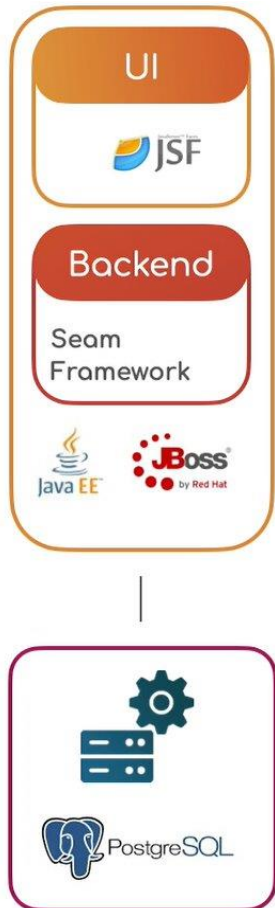 UI
JSF
Backend
Seam
Framework
Java EE
JBoss
by Red Hat
PostgreSQL